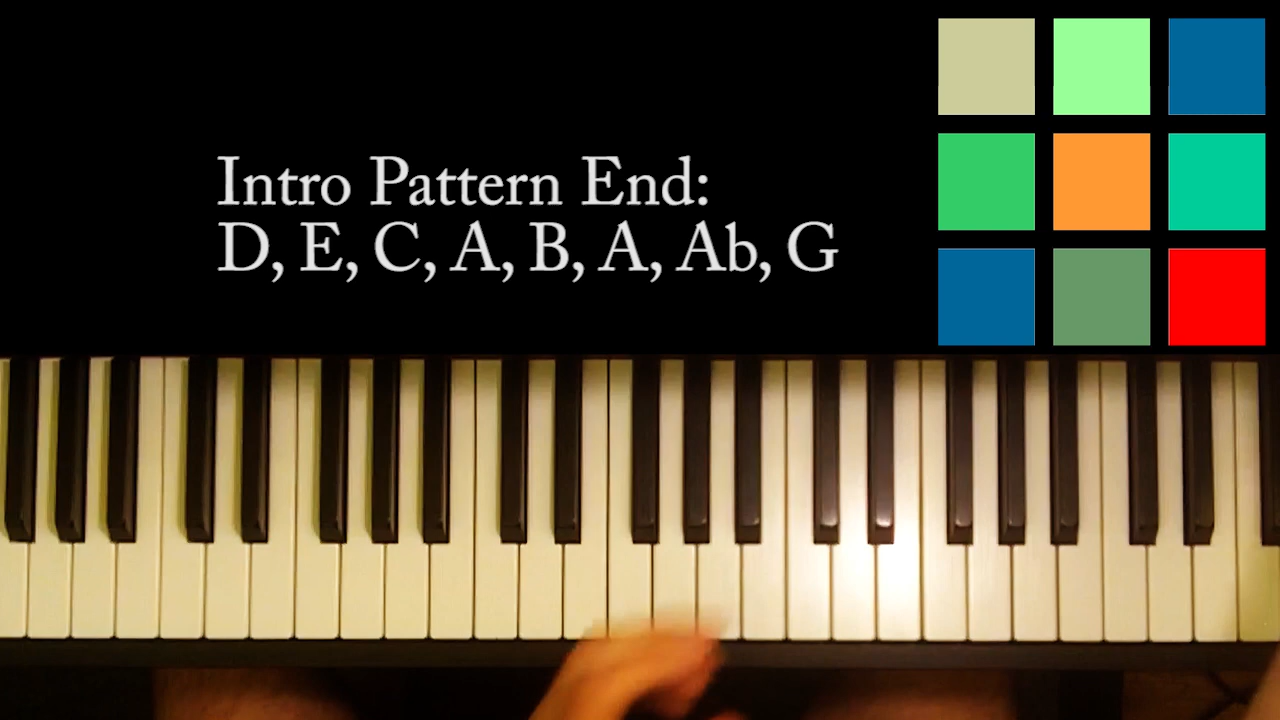 Intro Pattern End:
D, E, C, A, B, A, Ab, G